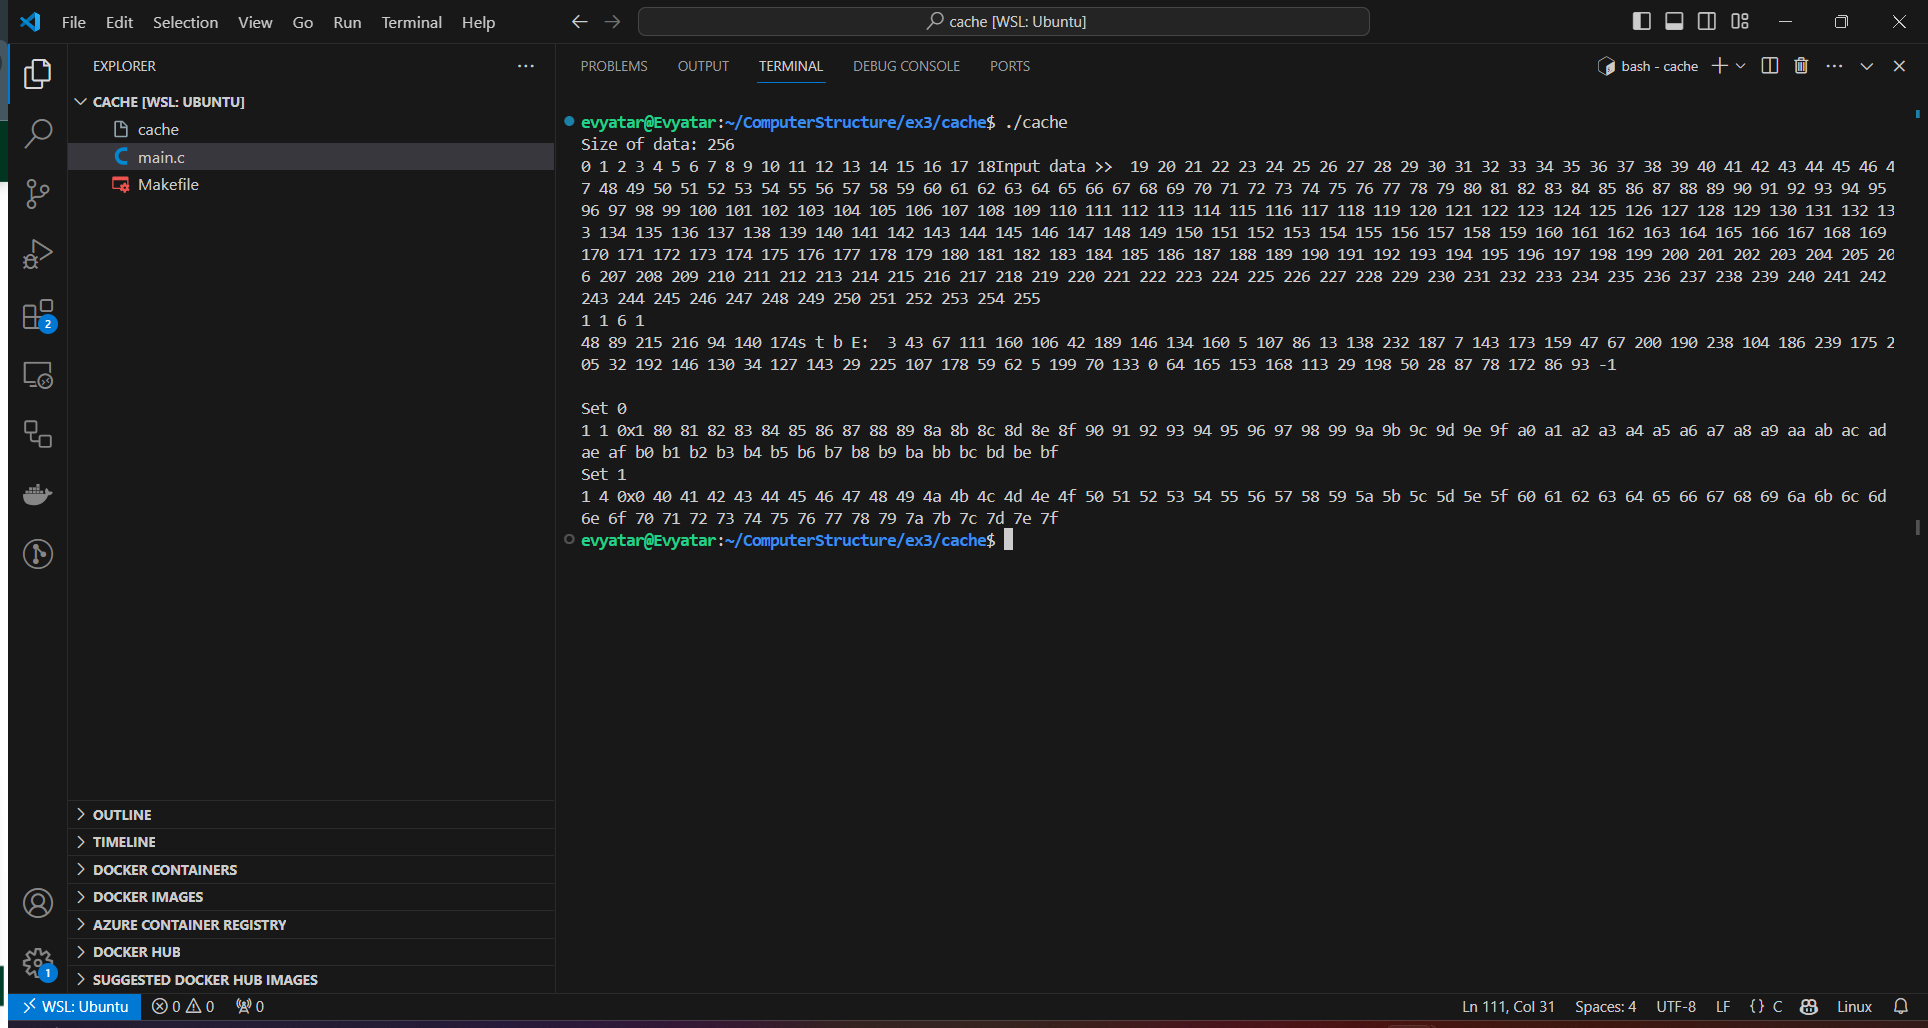 File Edit Selection View Go Run Terminal Help
cache [WSL: Ubuntu]
EXPLORER
CACHE [WSL: UBUNTU]
cache
main.c
Makefile
2
OUTLINE
TIMELINE
DOCKER CONTAINERS
DOCKER IMAGES
AZURE CONTAINER REGISTRY
DOCKER HUB
SUGGESTED DOCKER HUB IMAGES
1
PROBLEMS OUTPUT TERMINAL DEBUG CONSOLE PORTS
bash - cache
evyatar@Evyatar:~/ComputerStructure/ex3/cache$ ./cache
Size of data: 256
0 1 2 3 4 5 6 7 8 9 10 11 12 13 14 15 16 17 18Input data >>  19 20 21 22 23 24 25 26 27 28 29 30 31 32 33 34 35 36 37 38 39 40 41 42 43 44 45 46 4
7 48 49 50 51 52 53 54 55 56 57 58 59 60 61 62 63 64 65 66 67 68 69 70 71 72 73 74 75 76 77 78 79 80 81 82 83 84 85 86 87 88 89 90 91 92 93 94 95
96 97 98 99 100 101 102 103 104 105 106 107 108 109 110 111 112 113 114 115 116 117 118 119 120 121 122 123 124 125 126 127 128 129 130 131 132 13
3 134 135 136 137 138 139 140 141 142 143 144 145 146 147 148 149 150 151 152 153 154 155 156 157 158 159 160 161 162 163 164 165 166 167 168 169
170 171 172 173 174 175 176 177 178 179 180 181 182 183 184 185 186 187 188 189 190 191 192 193 194 195 196 197 198 199 200 201 202 203 204 205 20
6 207 208 209 210 211 212 213 214 215 216 217 218 219 220 221 222 223 224 225 226 227 228 229 230 231 232 233 234 235 236 237 238 239 240 241 242
243 244 245 246 247 248 249 250 251 252 253 254 255
1 1 6 1
48 89 215 216 94 140 174s t b E:  3 43 67 111 160 106 42 189 146 134 160 5 107 86 13 138 232 187 7 143 173 159 47 67 200 190 238 104 186 239 175 2
05 32 192 146 130 34 127 143 29 225 107 178 59 62 5 199 70 133 0 64 165 153 168 113 29 198 50 28 87 78 172 86 93 -1
Set 0
1 1 0x1 80 81 82 83 84 85 86 87 88 89 8a 8b 8c 8d 8e 8f 90 91 92 93 94 95 96 97 98 99 9a 9b 9c 9d 9e 9f a0 a1 a2 a3 a4 a5 a6 a7 a8 a9 aa ab ac ad
ae af b0 b1 b2 b3 b4 b5 b6 b7 b8 b9 ba bb bc bd be bf
Set 1
1 4 0x0 40 41 42 43 44 45 46 47 48 49 4a 4b 4c 4d 4e 4f 50 51 52 53 54 55 56 57 58 59 5a 5b 5c 5d 5e 5f 60 61 62 63 64 65 66 67 68 69 6a 6b 6c 6d
6e 6f 70 71 72 73 74 75 76 77 78 79 7a 7b 7c 7d 7e 7f
evyatar@Evyatar:~/ComputerStructure/ex3/cache$
WSL: Ubuntu 0 0 0 Ln 111, Col 31 Spaces: 4 UTF-8 LF {} C Linux